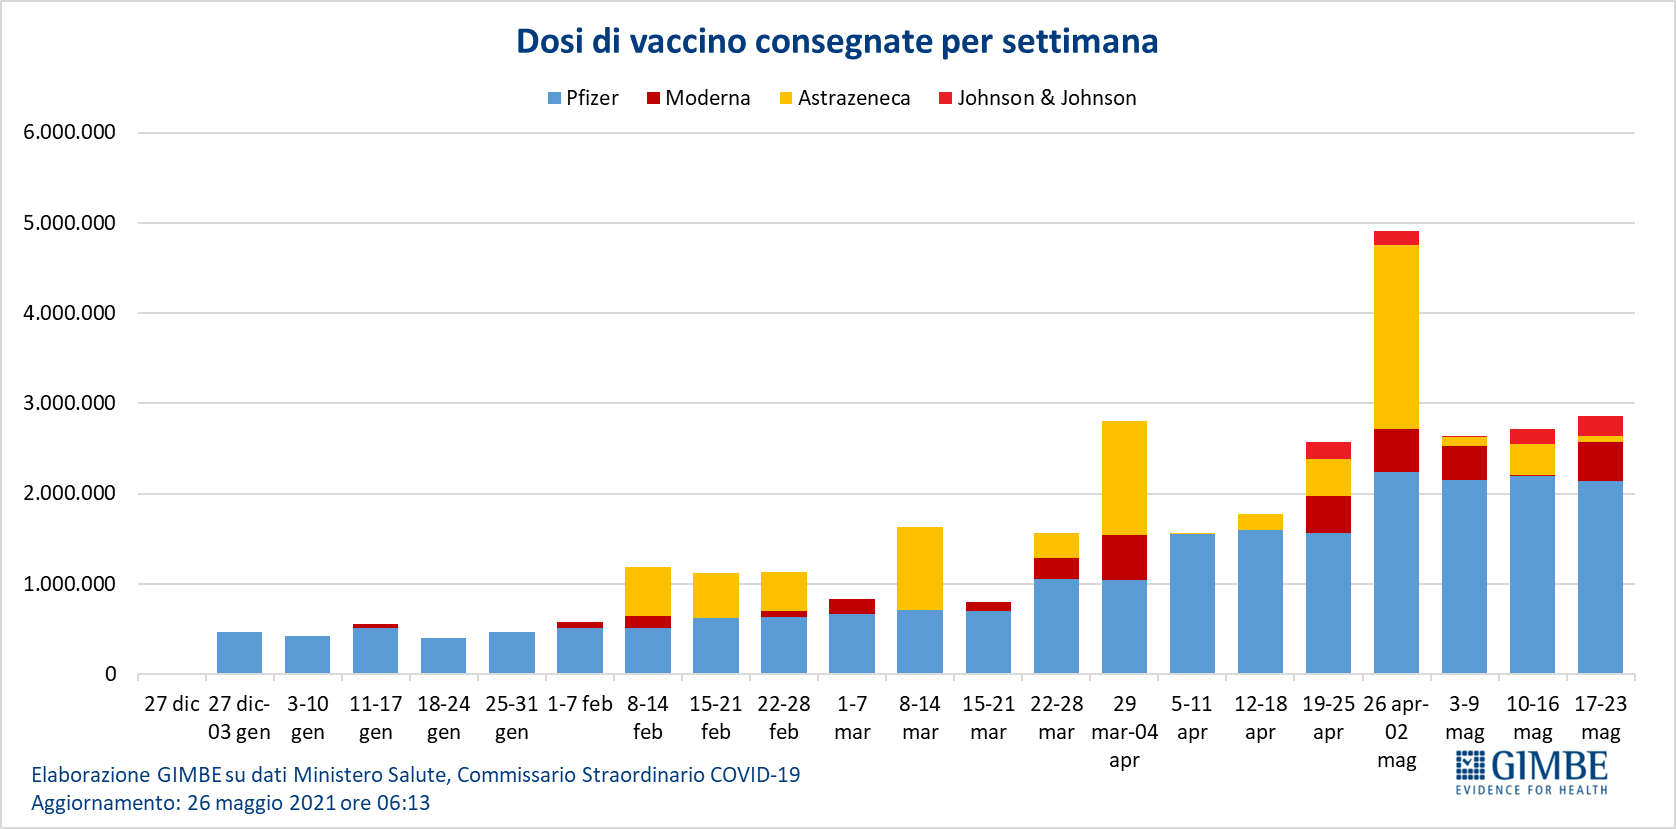 Dosi di vaccino consegnate per settimana
Pfizer Moderna Astrazeneca Johnson & Johnson
6.000.000
5.000.000
4.000.000
3.000.000
2.000.000
1.000.000
0
27 dic 27 dic- 3-10 11-17 18-24 25-31 1-7 feb 8-14 15-21 22-28 1-7 8-14 15-21 22-28 29 5-11 12-18 19-25 26 apr- 3-9 10-16 17-23
03 gen gen gen gen gen feb feb feb mar mar mar mar mar-04 apr apr apr 02 mag mag mag
apr mag
Elaborazione GIMBE su dati Ministero Salute, Commissario Straordinario COVID-19
Aggiornamento: 26 maggio 2021 ore 06:13
GIMBE
EVIDENCE FOR HEALTH